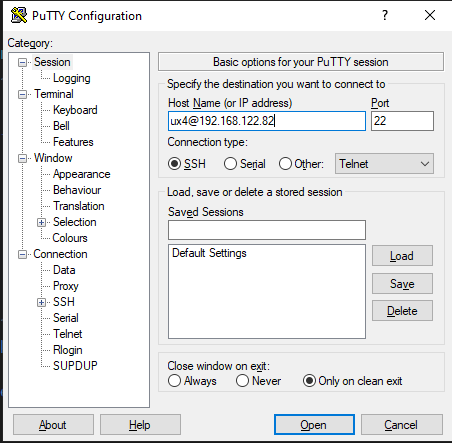 PuTTY Configuration
Category:
Session
Logging
Terminal
Keyboard
Bell
Features
Window
Appearance
Behaviour
Translation
Selection
Colours
Connection
Data
Proxy
SSH
Serial
Telnet
Rlogin
SUPDUP
Basic options for your PuTTY session
Specify the destination you want to connect to
Host Name (or IP address) Port
ux4@192.168.122.82 22
Connection type:
SSH Serial Other: Telnet
Load, save or delete a stored session
Saved Sessions
Default Settings
Load
Save
Delete
Close window on exit:
Always Never Only on clean exit
About Help Open Cancel